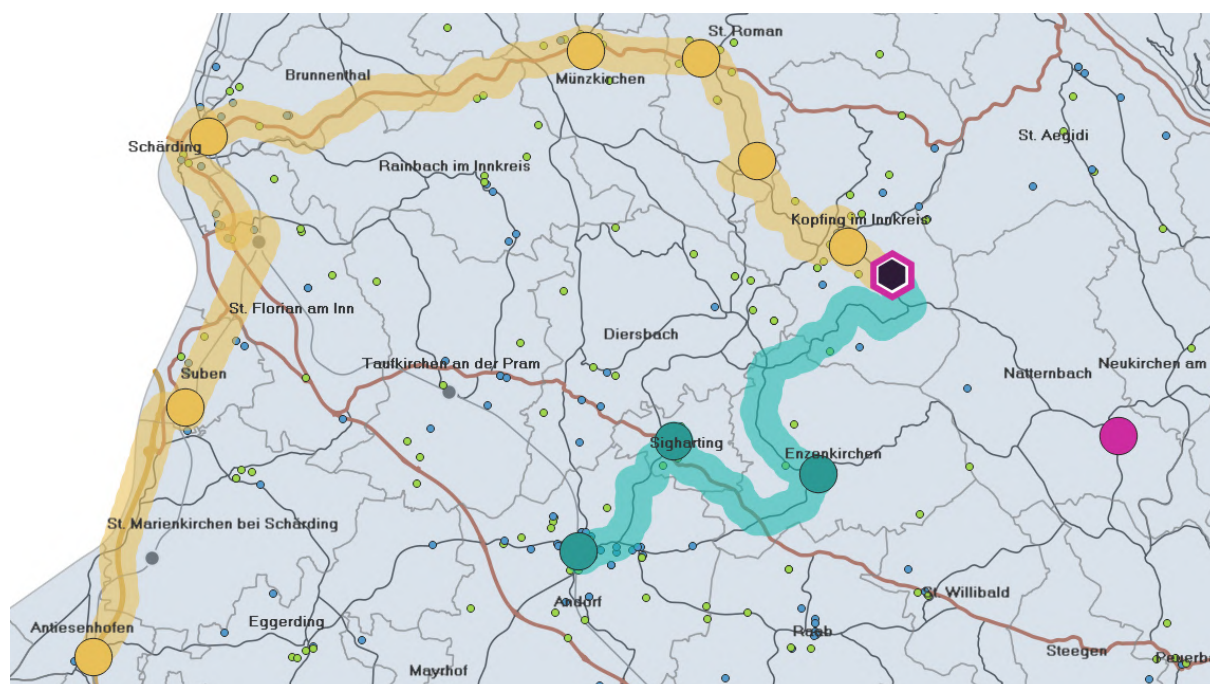 St. Roman
Brunnenthal
Münzkirchen
St. Aegidi
Schärding
Rainbach im Innkreis
Kopfing im Innkreis
St. Florian am Inn
Diersbach
Taufkirchen an der Pram
Neukirchen am
Suben
Natternbach
Sigharting
Enzenkirchen
St. Marienkirchen bei Schärding
St. Willibald
Andorf
Antiesenhofen
Eggerding
Raab
Steegen
Peuerb
Mayrhof